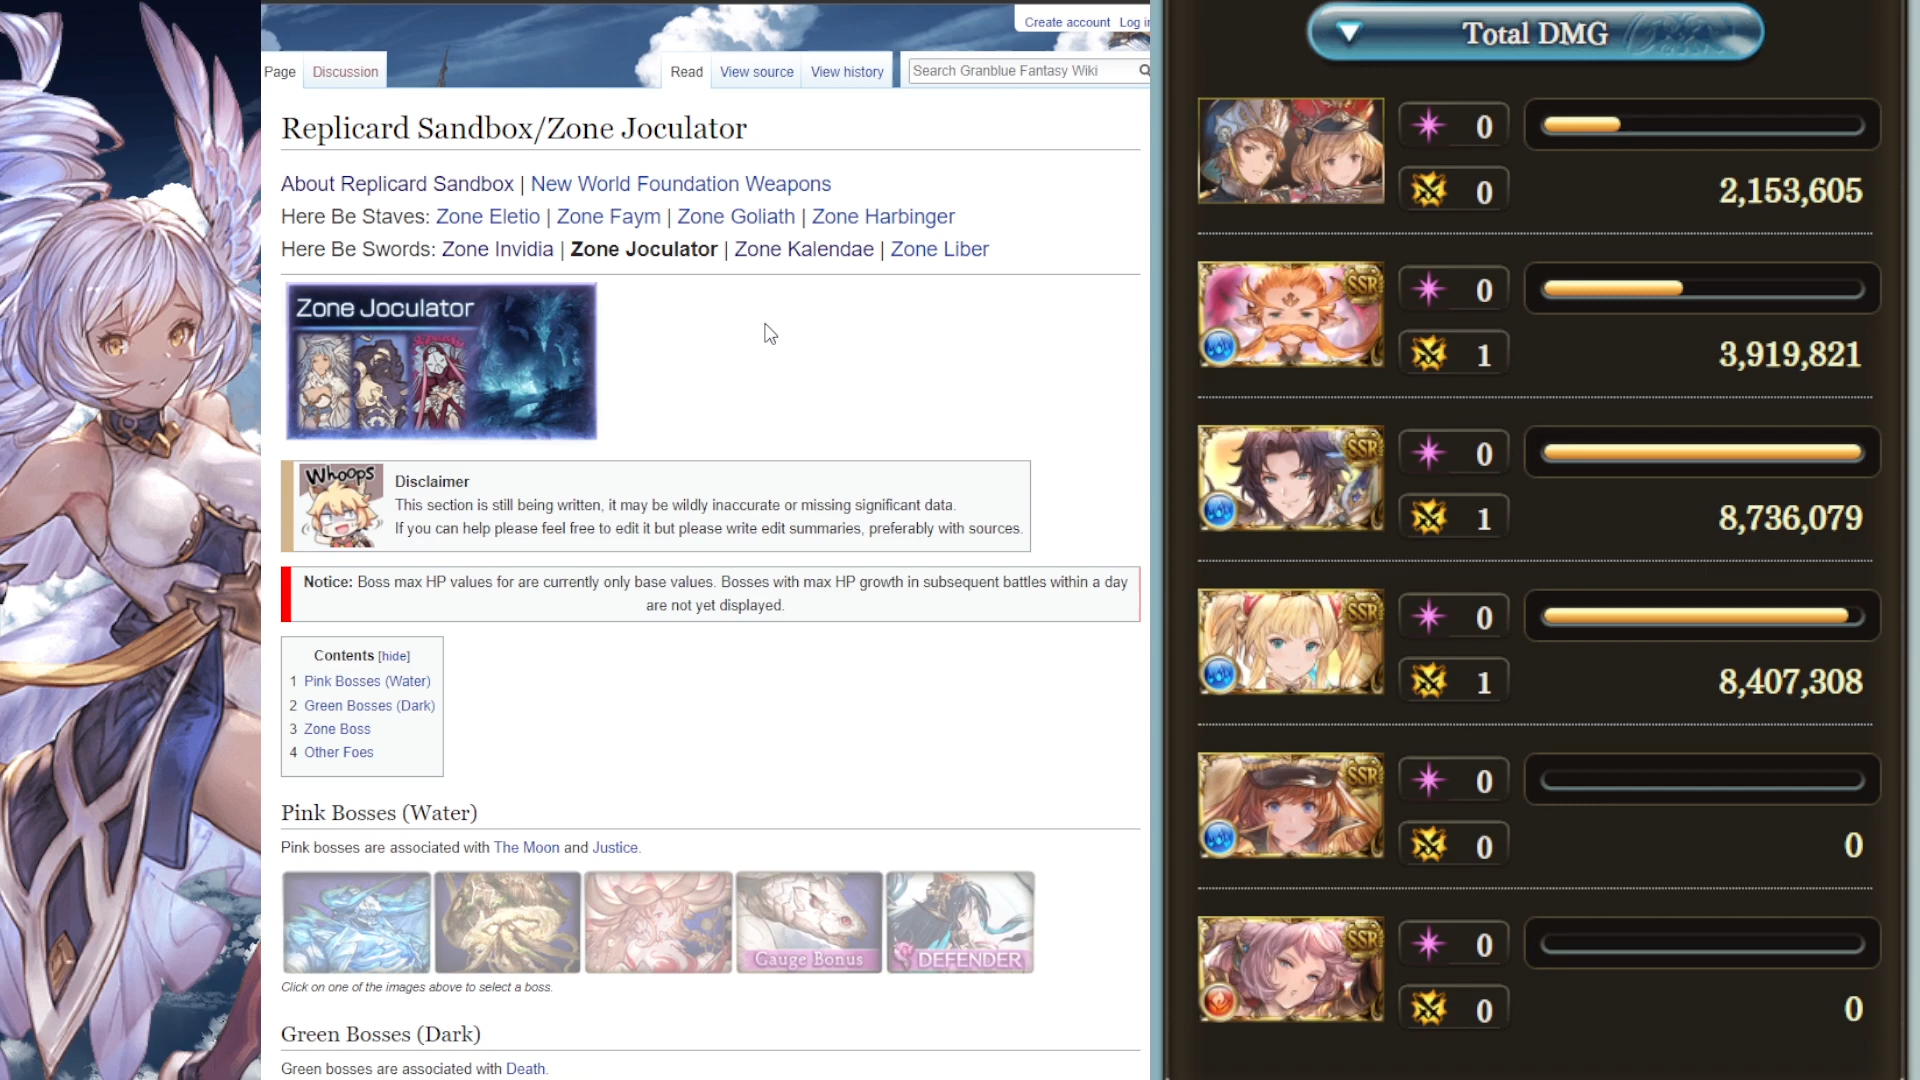 Create account Log in
Page Discussion Read View source View history Search Granblue Fantasy Wiki
Replicard Sandbox/Zone Joculator
About Replicard Sandbox | New World Foundation Weapons
Here Be Staves: Zone Eletio | Zone Faym | Zone Goliath | Zone Harbinger
Here Be Swords: Zone Invidia | Zone Joculator | Zone Kalendae | Zone Liber
Zone Joculator
Whoops
Disclaimer
This section is still being written, it may be wildly inaccurate or missing significant data.
If you can help please feel free to edit it but please write edit summaries, preferably with sources.
Notice: Boss max HP values for are currently only base values. Bosses with max HP growth in subsequent battles within a day
are not yet displayed.
Contents [hide]
1 Pink Bosses (Water)
2 Green Bosses (Dark)
3 Zone Boss
4 Other Foes
Pink Bosses (Water)
Pink bosses are associated with The Moon and Justice.
Gauge Bonus
DEFENDER
Click on one of the images above to select a boss.
Green Bosses (Dark)
Green bosses are associated with Death.
Total DMG
0
0 2,153,605
SSR 0
1 3,919,821
SSR 0
1 8,736,079
SSR 0
1 8,407,308
SSR 0
0 0
SSR 0
0 0